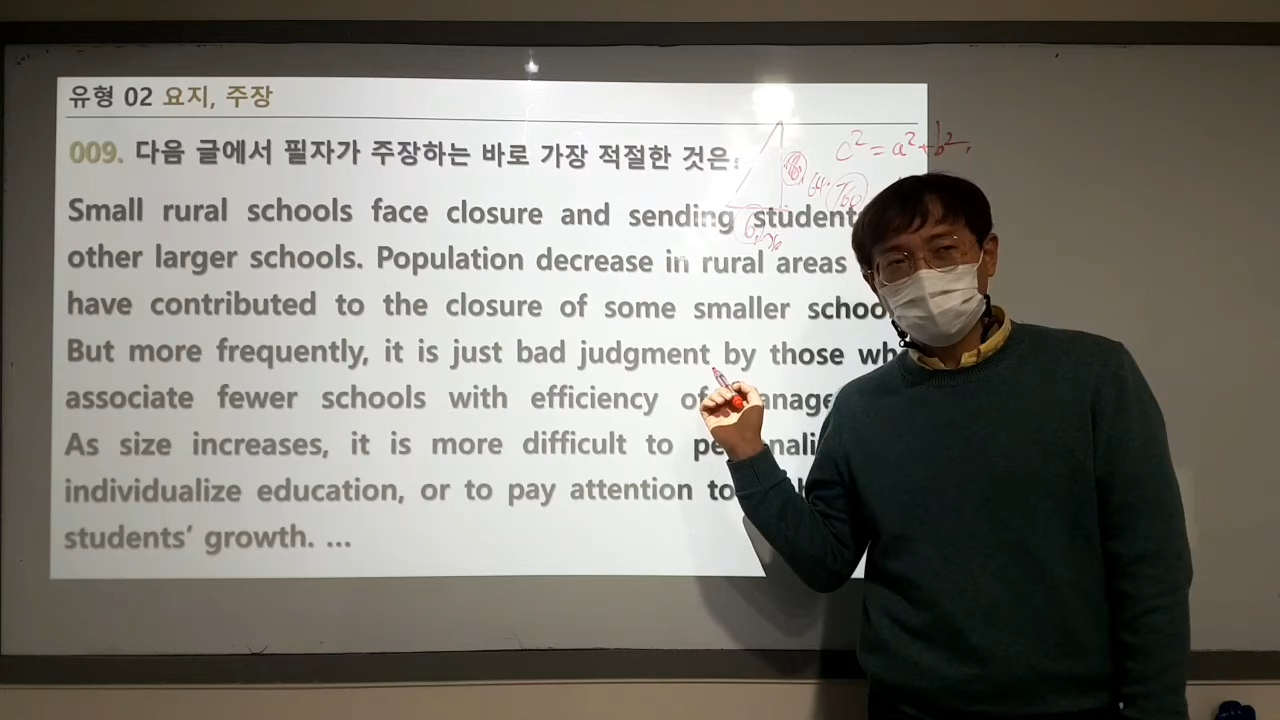 유형 02 요지, 주장
009. 다음 글에서 필자가 주장하는 바로 가장 적절한 것은
c² = a² + b²
Small rural schools face closure and sending
other larger schools. Population decrease in rural areas
have contributed to the closure of some smaller
But more frequently, it is just bad judgment by those
associate fewer schools with efficiency
As size increases, it is more difficult to
individualize education, or to pay attention to
students' growth. ...